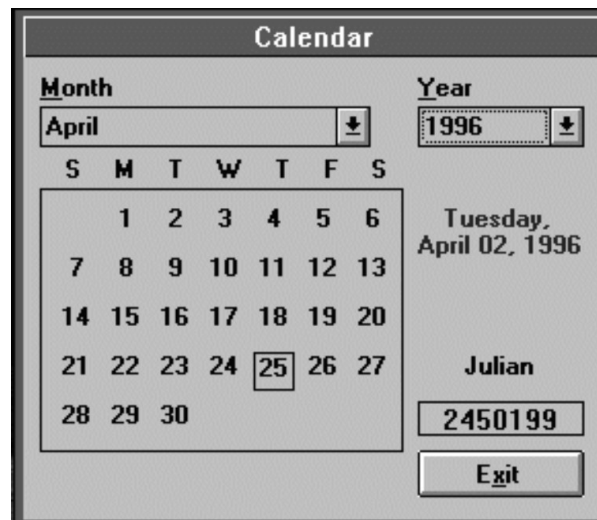 Calendar
Month
Year
April
1996
S M T W T F S
1 2 3 4 5 6
7 8 9 10 11 12 13
14 15 16 17 18 19 20
21 22 23 24 25 26 27
28 29 30
Tuesday,
April 02, 1996
Julian
2450199
Exit